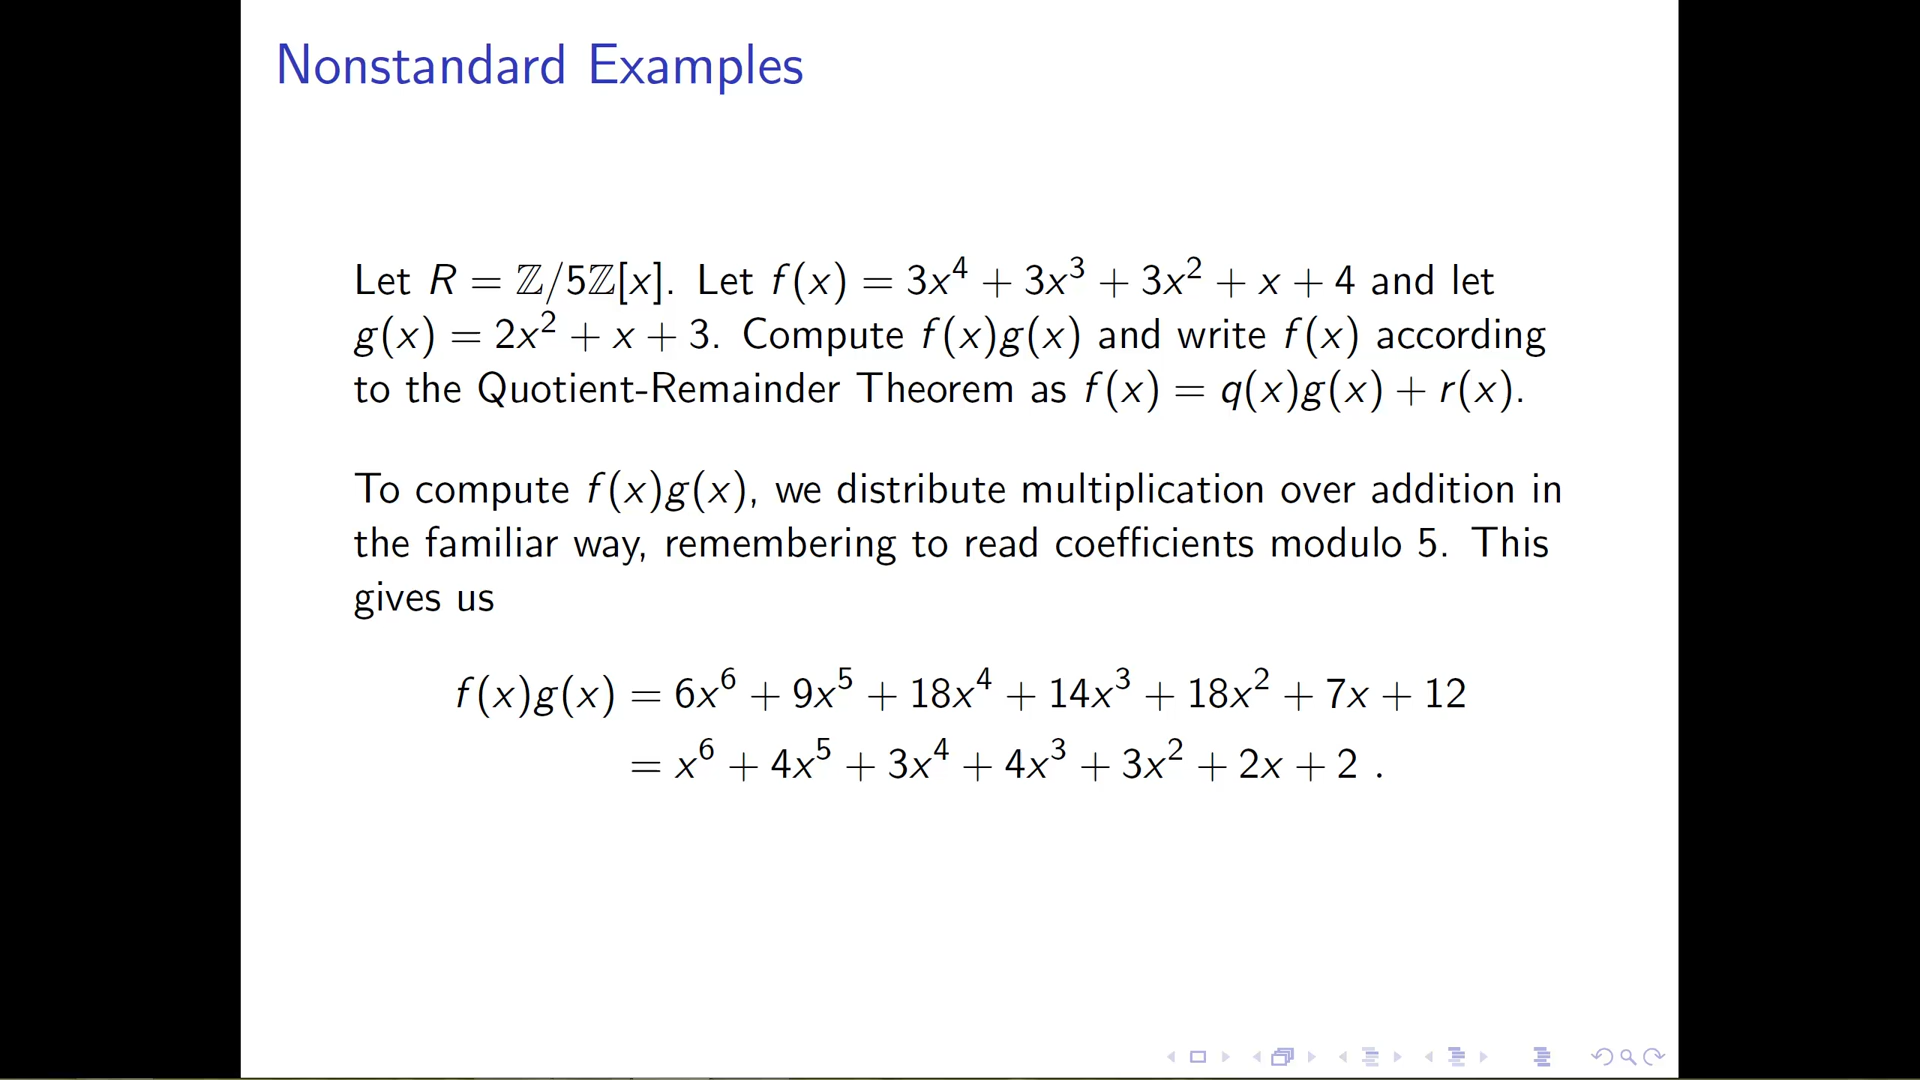 Nonstandard Examples
Let R = ℤ/5ℤ[x]. Let f(x) = 3x⁴ + 3x³ + 3x² + x + 4 and let
g(x) = 2x² + x + 3. Compute f(x)g(x) and write f(x) according
to the Quotient-Remainder Theorem as f(x) = q(x)g(x) + r(x).
To compute f(x)g(x), we distribute multiplication over addition in
the familiar way, remembering to read coefficients modulo 5. This
gives us
f(x)g(x) = 6x⁶ + 9x⁵ + 18x⁴ + 14x³ + 18x² + 7x + 12
= x⁶ + 4x⁵ + 3x⁴ + 4x³ + 3x² + 2x + 2 .